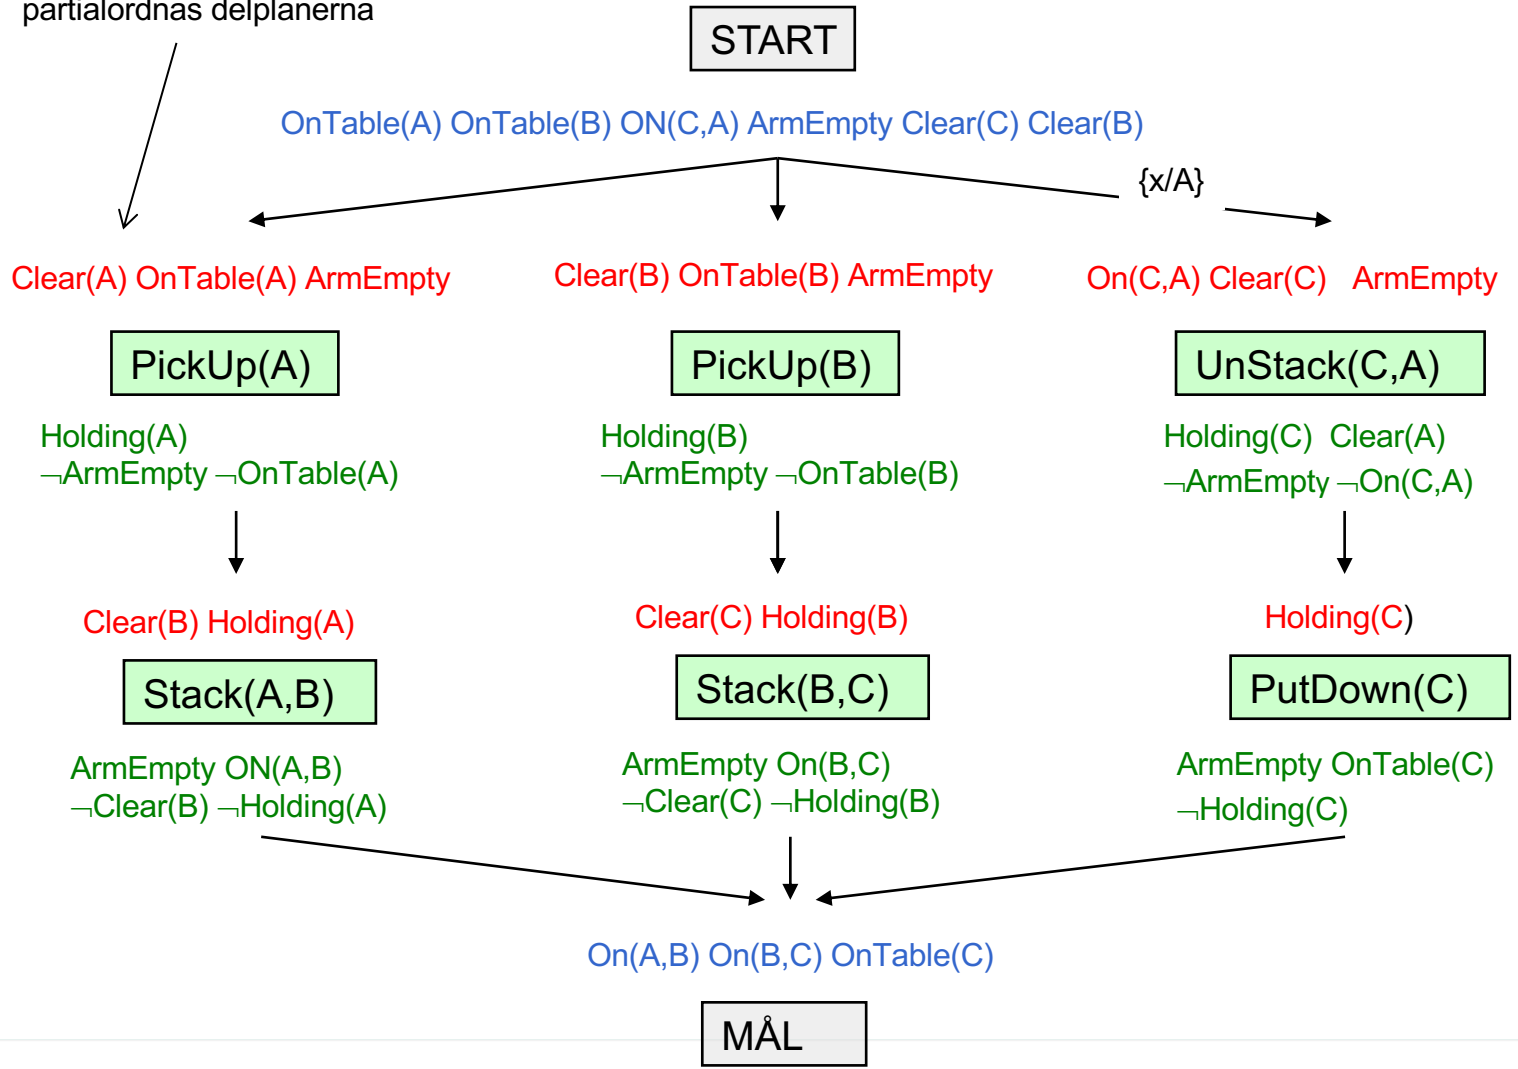 partialordnas delplanerna
START
OnTable(A) OnTable(B) ON(C,A) ArmEmpty Clear(C) Clear(B)
{x/A}
Clear(A) OnTable(A) ArmEmpty
Clear(B) OnTable(B) ArmEmpty
On(C,A) Clear(C) ArmEmpty
PickUp(A)
PickUp(B)
UnStack(C,A)
Holding(A)
¬ArmEmpty ¬OnTable(A)
Holding(B)
¬ArmEmpty ¬OnTable(B)
Holding(C) Clear(A)
¬ArmEmpty ¬On(C,A)
Clear(B) Holding(A)
Clear(C) Holding(B)
Holding(C)
Stack(A,B)
Stack(B,C)
PutDown(C)
ArmEmpty ON(A,B)
¬Clear(B) ¬Holding(A)
ArmEmpty On(B,C)
¬Clear(C) ¬Holding(B)
ArmEmpty OnTable(C)
¬Holding(C)
On(A,B) On(B,C) OnTable(C)
MÅL